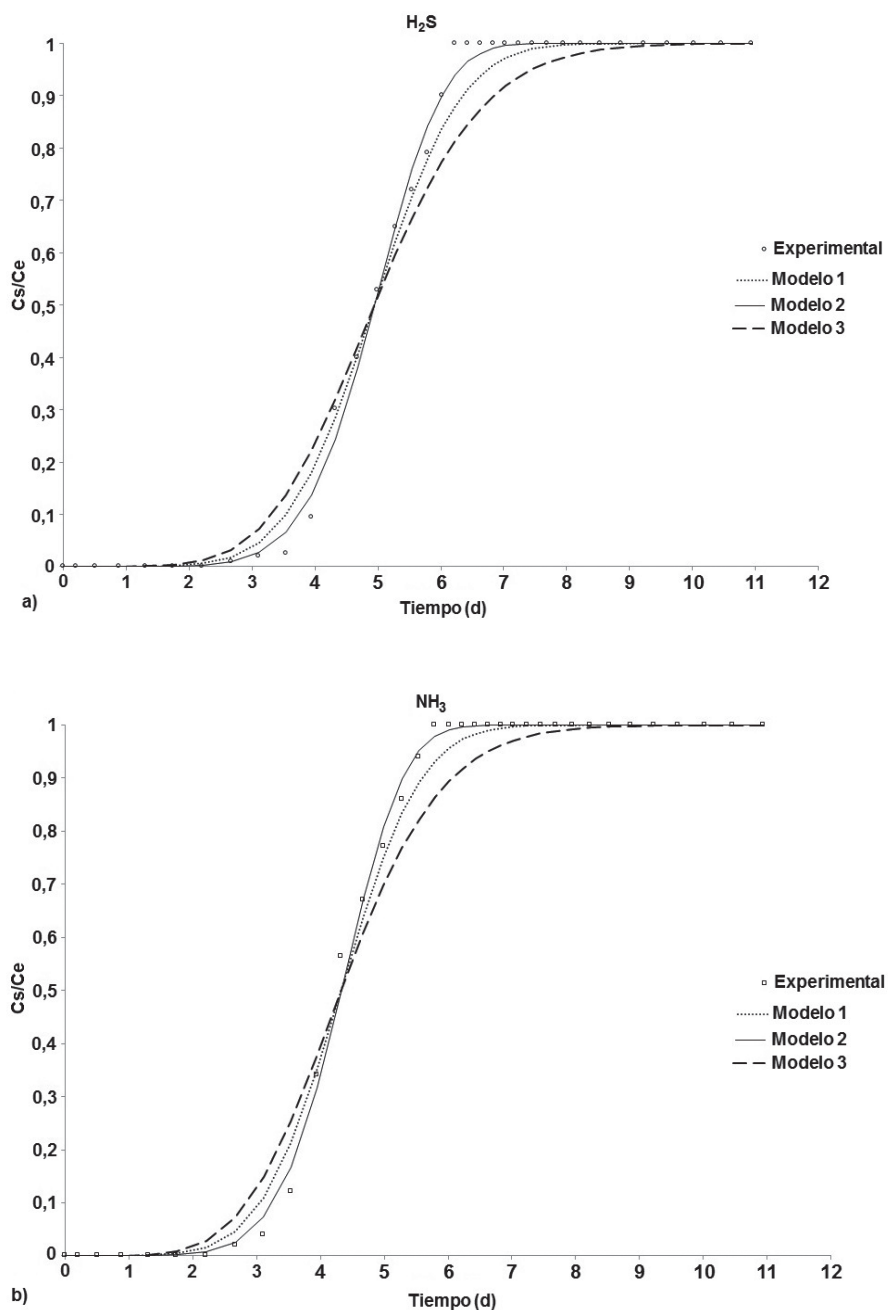 H₂S
1
0,9
0,8
0,7
0,6
0,5
0,4
0,3
0,2
0,1
0
Cs/Ce
0 1 2 3 4 5 6 7 8 9 10 11 12
Tiempo (d)
Experimental
Modelo 1
Modelo 2
Modelo 3
a)
NH₃
1
0,9
0,8
0,7
0,6
0,5
0,4
0,3
0,2
0,1
0
Cs/Ce
0 1 2 3 4 5 6 7 8 9 10 11 12
Tiempo (d)
Experimental
Modelo 1
Modelo 2
Modelo 3
b)